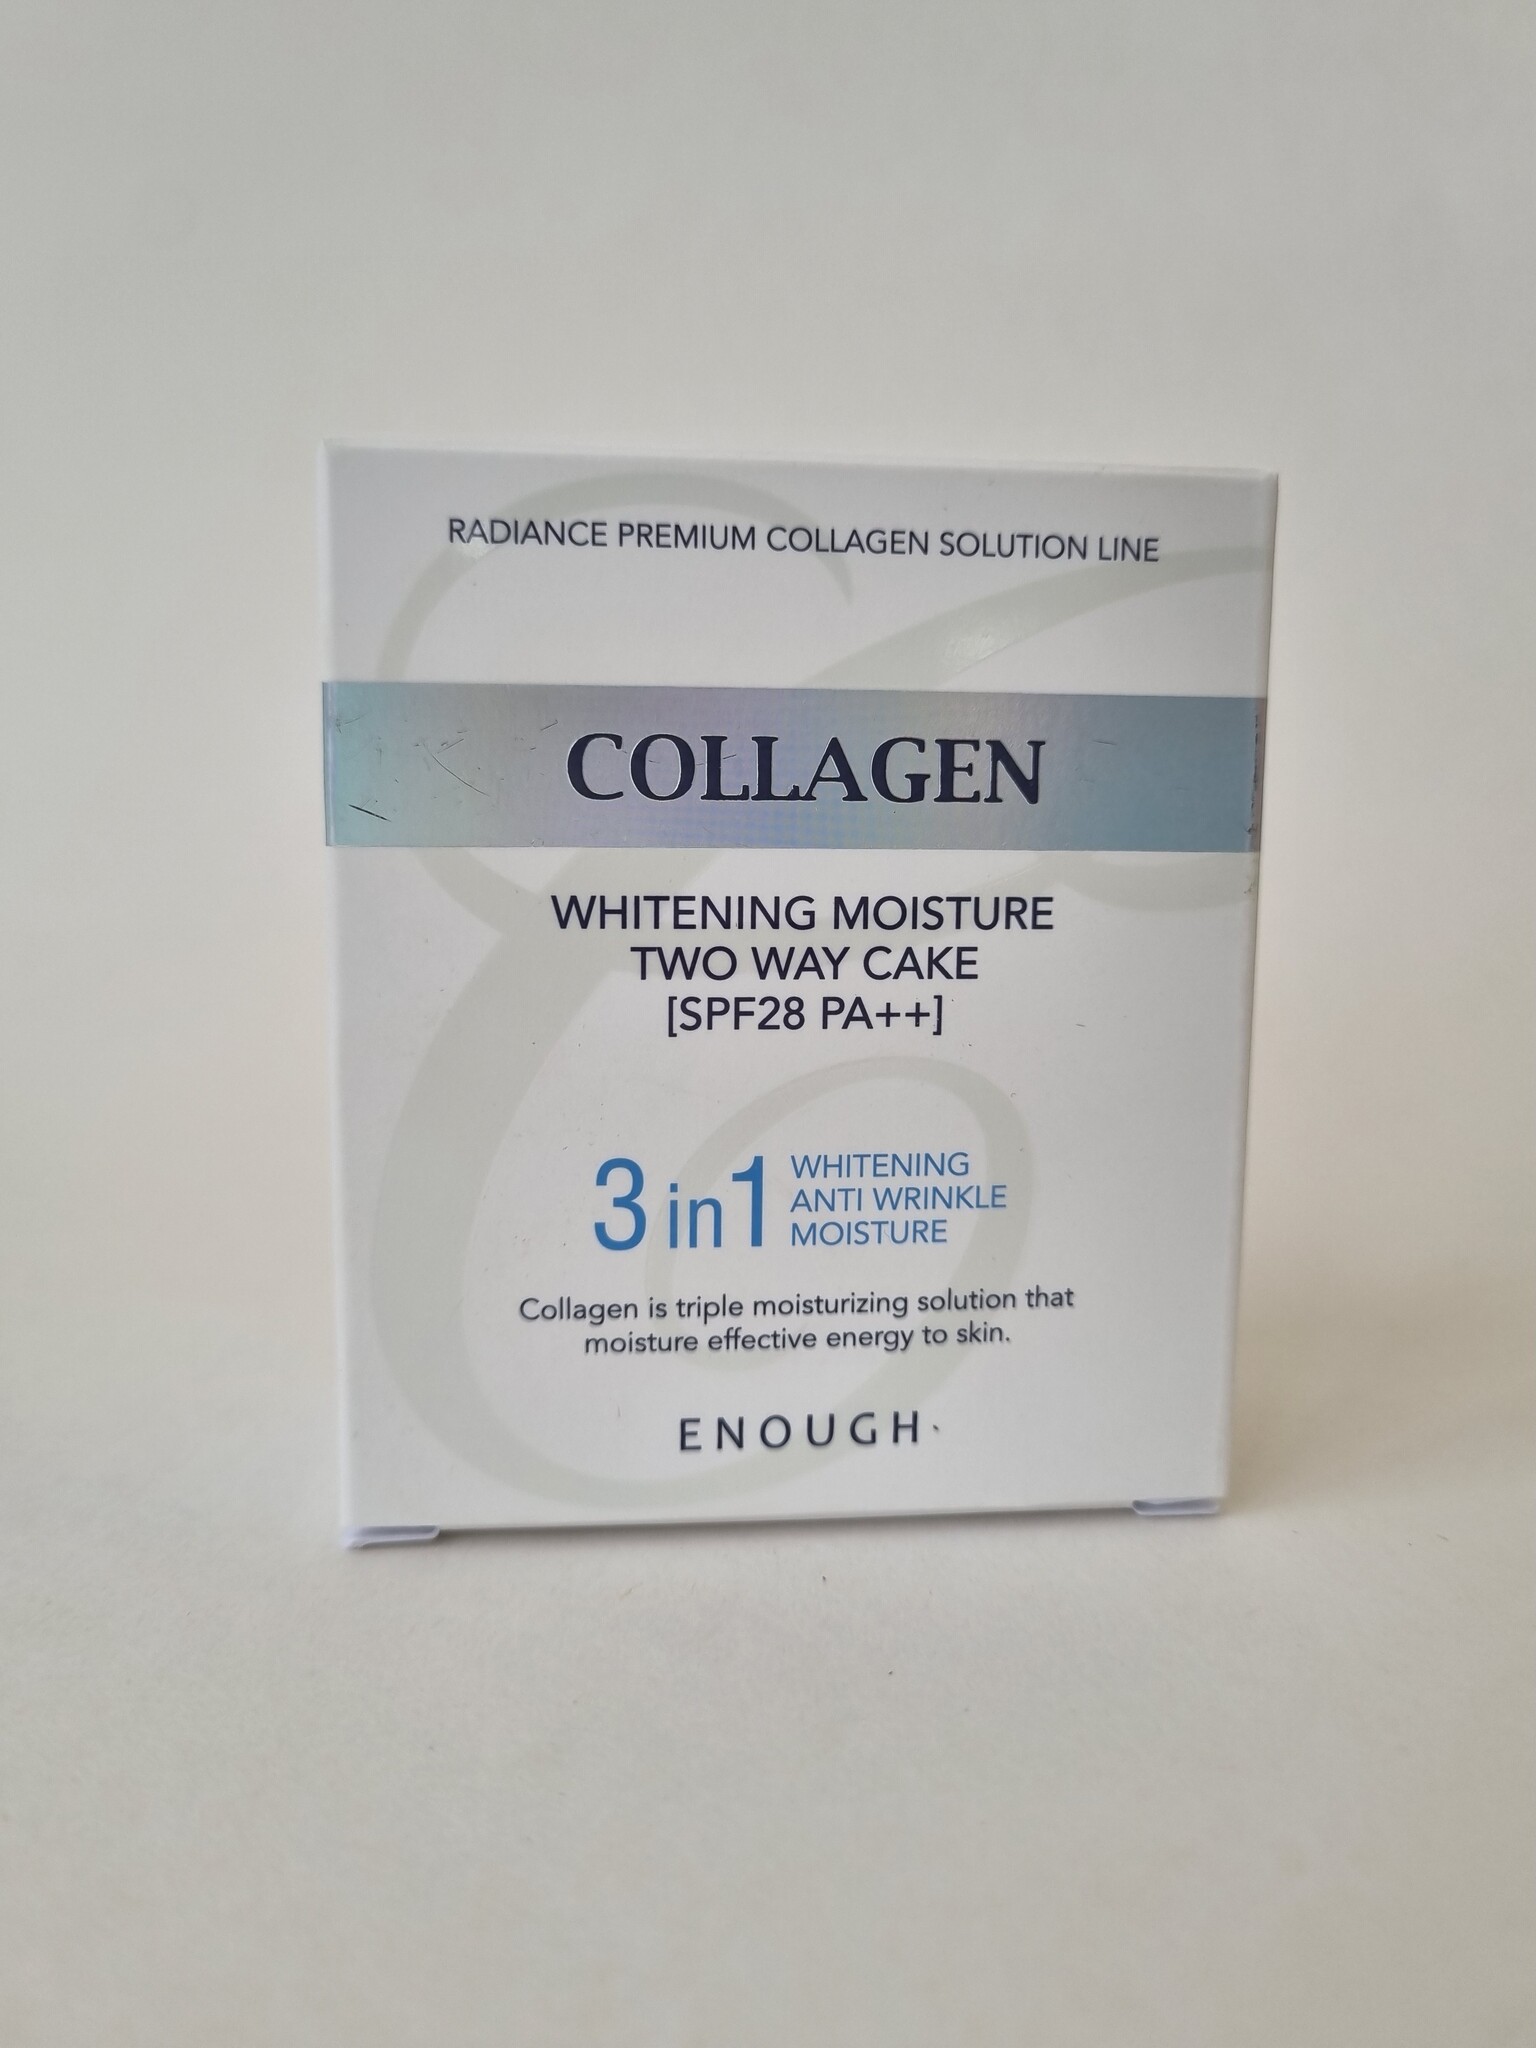 RADIANCE PREMIUM COLLAGEN SOLUTION LINE
COLLAGEN
WHITENING MOISTURE
TWO WAY CAKE
[SPF28 PA++]
3 in 1
WHITENING
ANTI WRINKLE
MOISTURE
Collagen is triple moisturizing solution that
moisture effective energy to skin.
ENOUGH